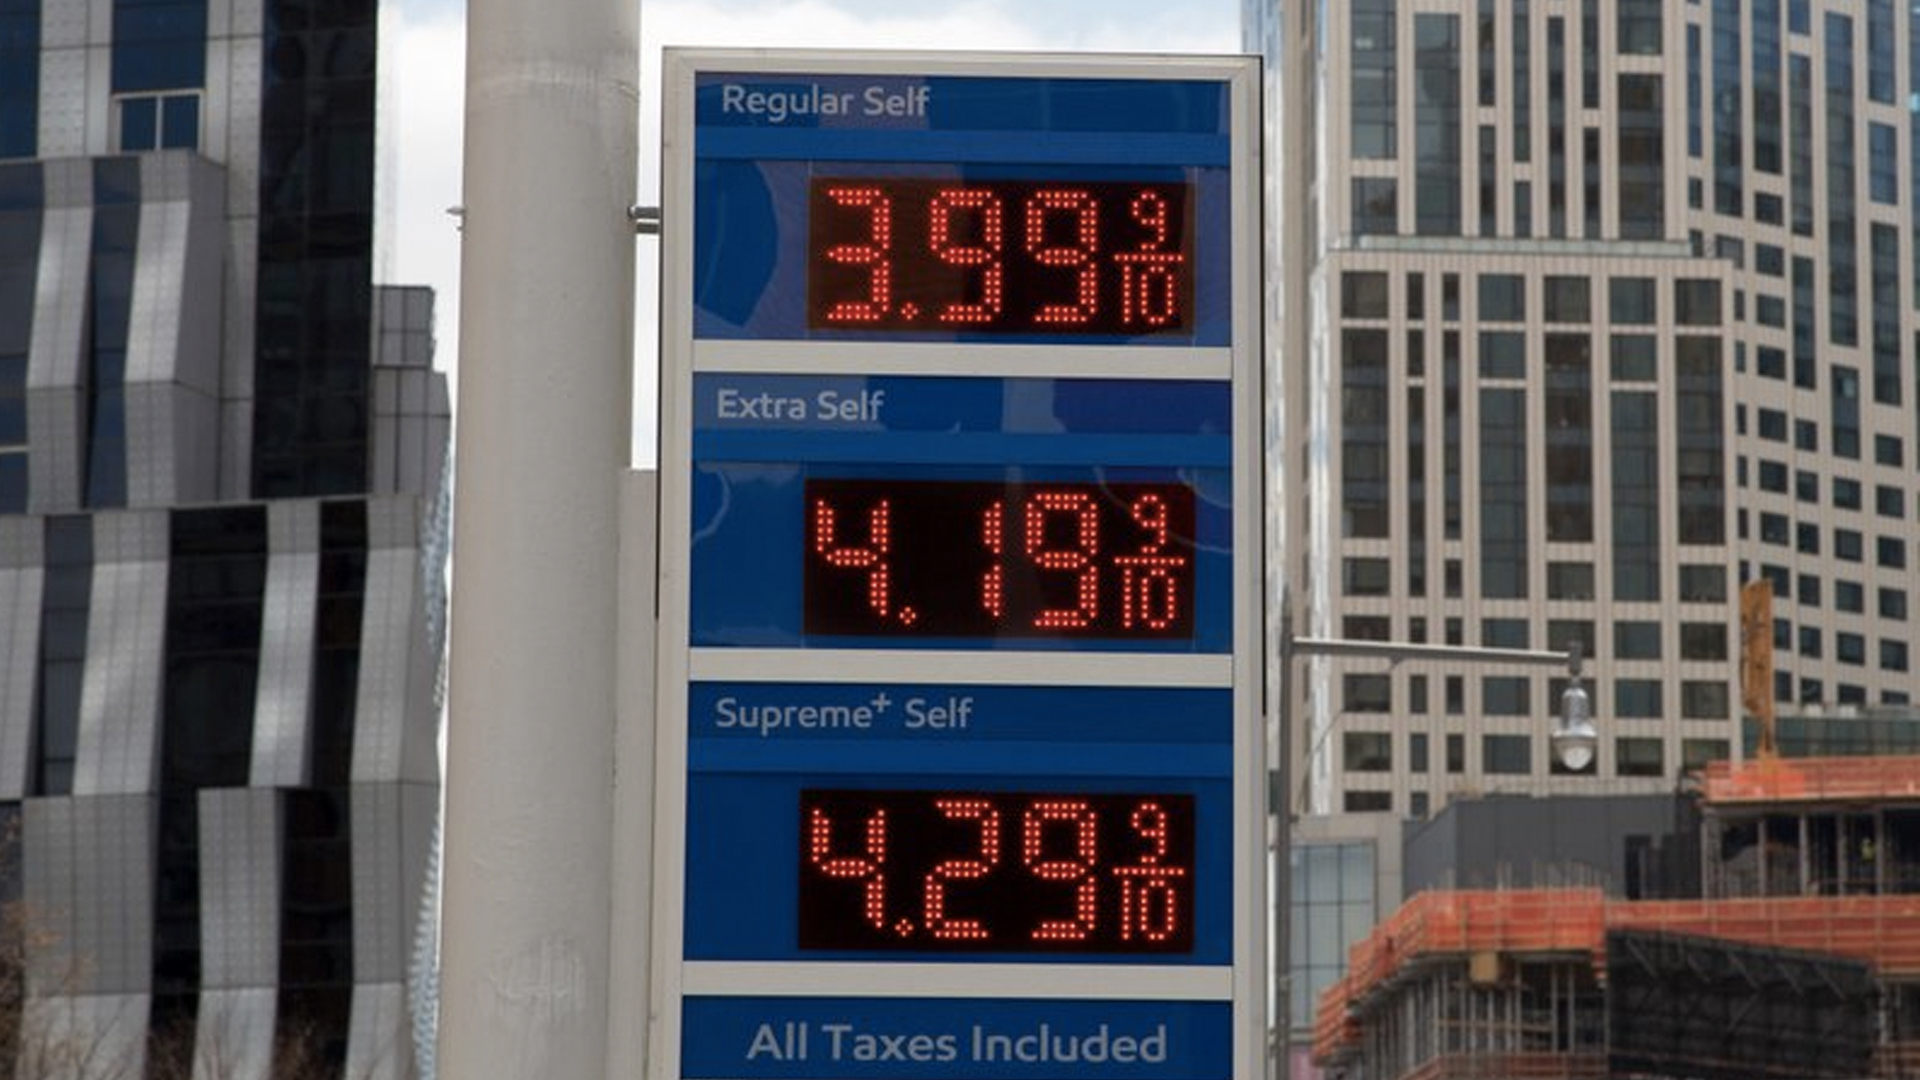 Regular Self
3.99 9/10
Extra Self
4.19 9/10
Supreme+ Self
4.29 9/10
All Taxes Included